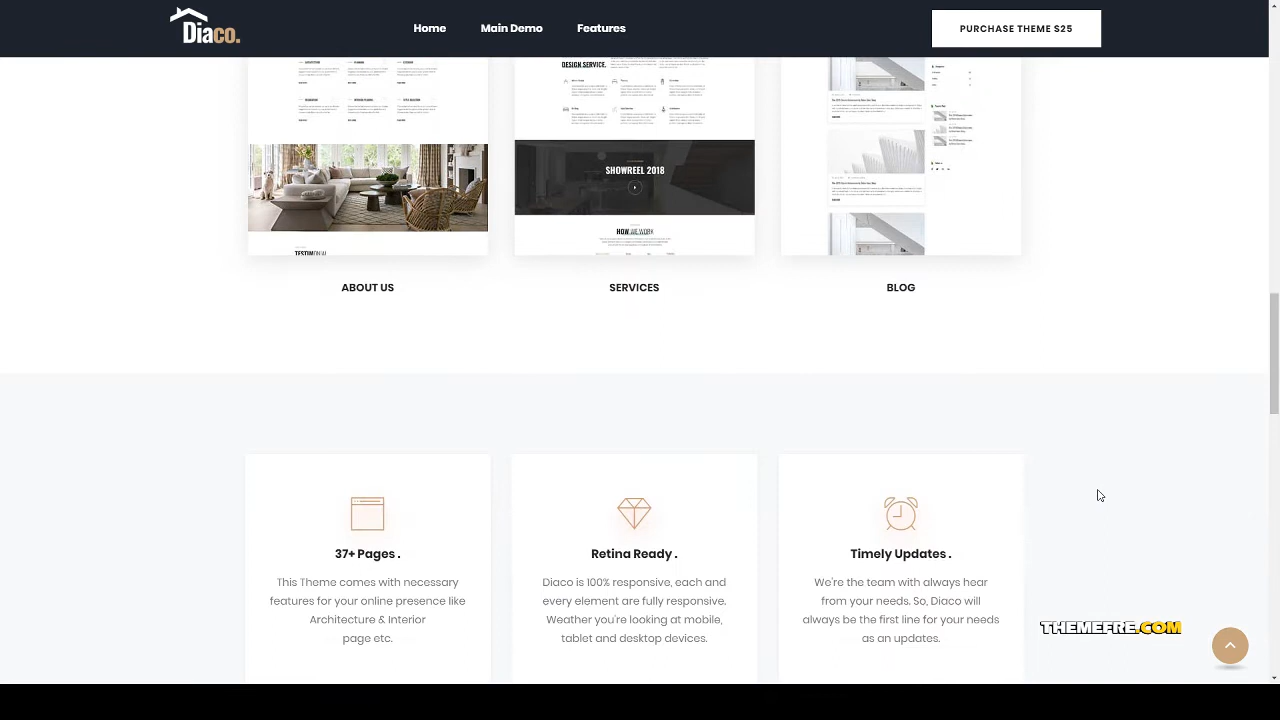 Diaco.
Home
Main Demo
Features
PURCHASE THEME S25
DESIGN SERVICE
SHOWREEL 2018
HOW WE WORK
TESTIMONIAL
ABOUT US
SERVICES
BLOG
37+ Pages .
This Theme comes with necessary
features for your online presence like
Architecture & Interior
page etc.
Retina Ready .
Diaco is 100% responsive, each and
every element are fully responsive.
Weather you're looking at mobile,
tablet and desktop devices.
Timely Updates .
We're the team with always hear
from your needs. So, Diaco will
always be the first line for your needs
as an updates.
THEMEFRE.COM